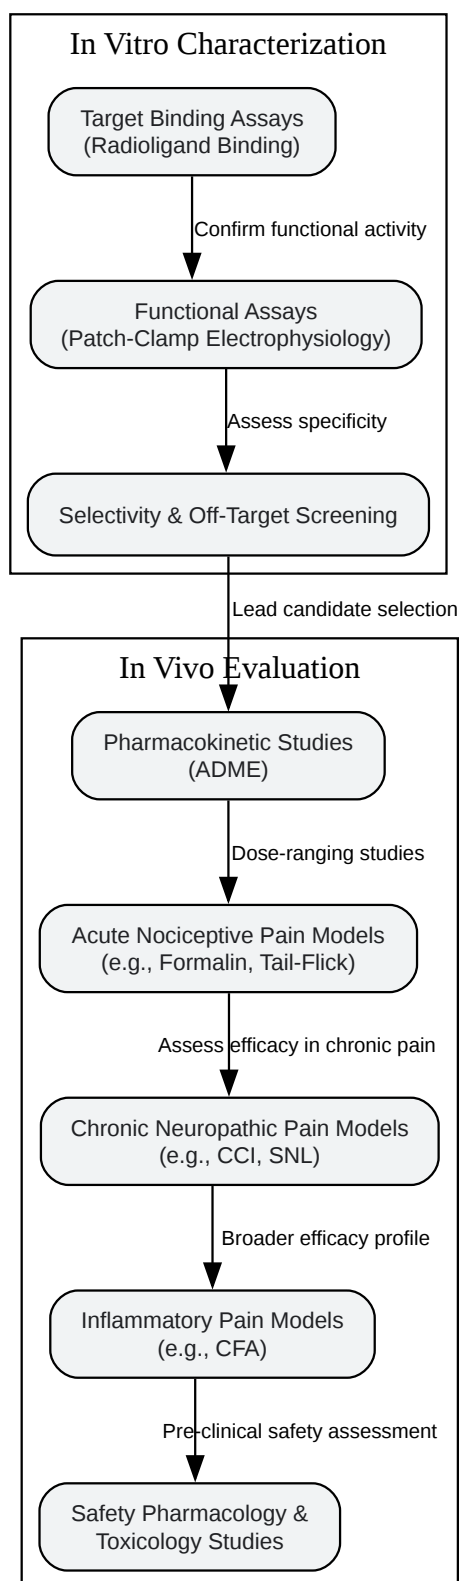 In Vitro Characterization
Target Binding Assays
(Radioligand Binding)
Confirm functional activity
Functional Assays
(Patch-Clamp Electrophysiology)
Assess specificity
Selectivity & Off-Target Screening
Lead candidate selection
In Vivo Evaluation
Pharmacokinetic Studies
(ADME)
Dose-ranging studies
Acute Nociceptive Pain Models
(e.g., Formalin, Tail-Flick)
Assess efficacy in chronic pain
Chronic Neuropathic Pain Models
(e.g., CCI, SNL)
Broader efficacy profile
Inflammatory Pain Models
(e.g., CFA)
Pre-clinical safety assessment
Safety Pharmacology &
Toxicology Studies